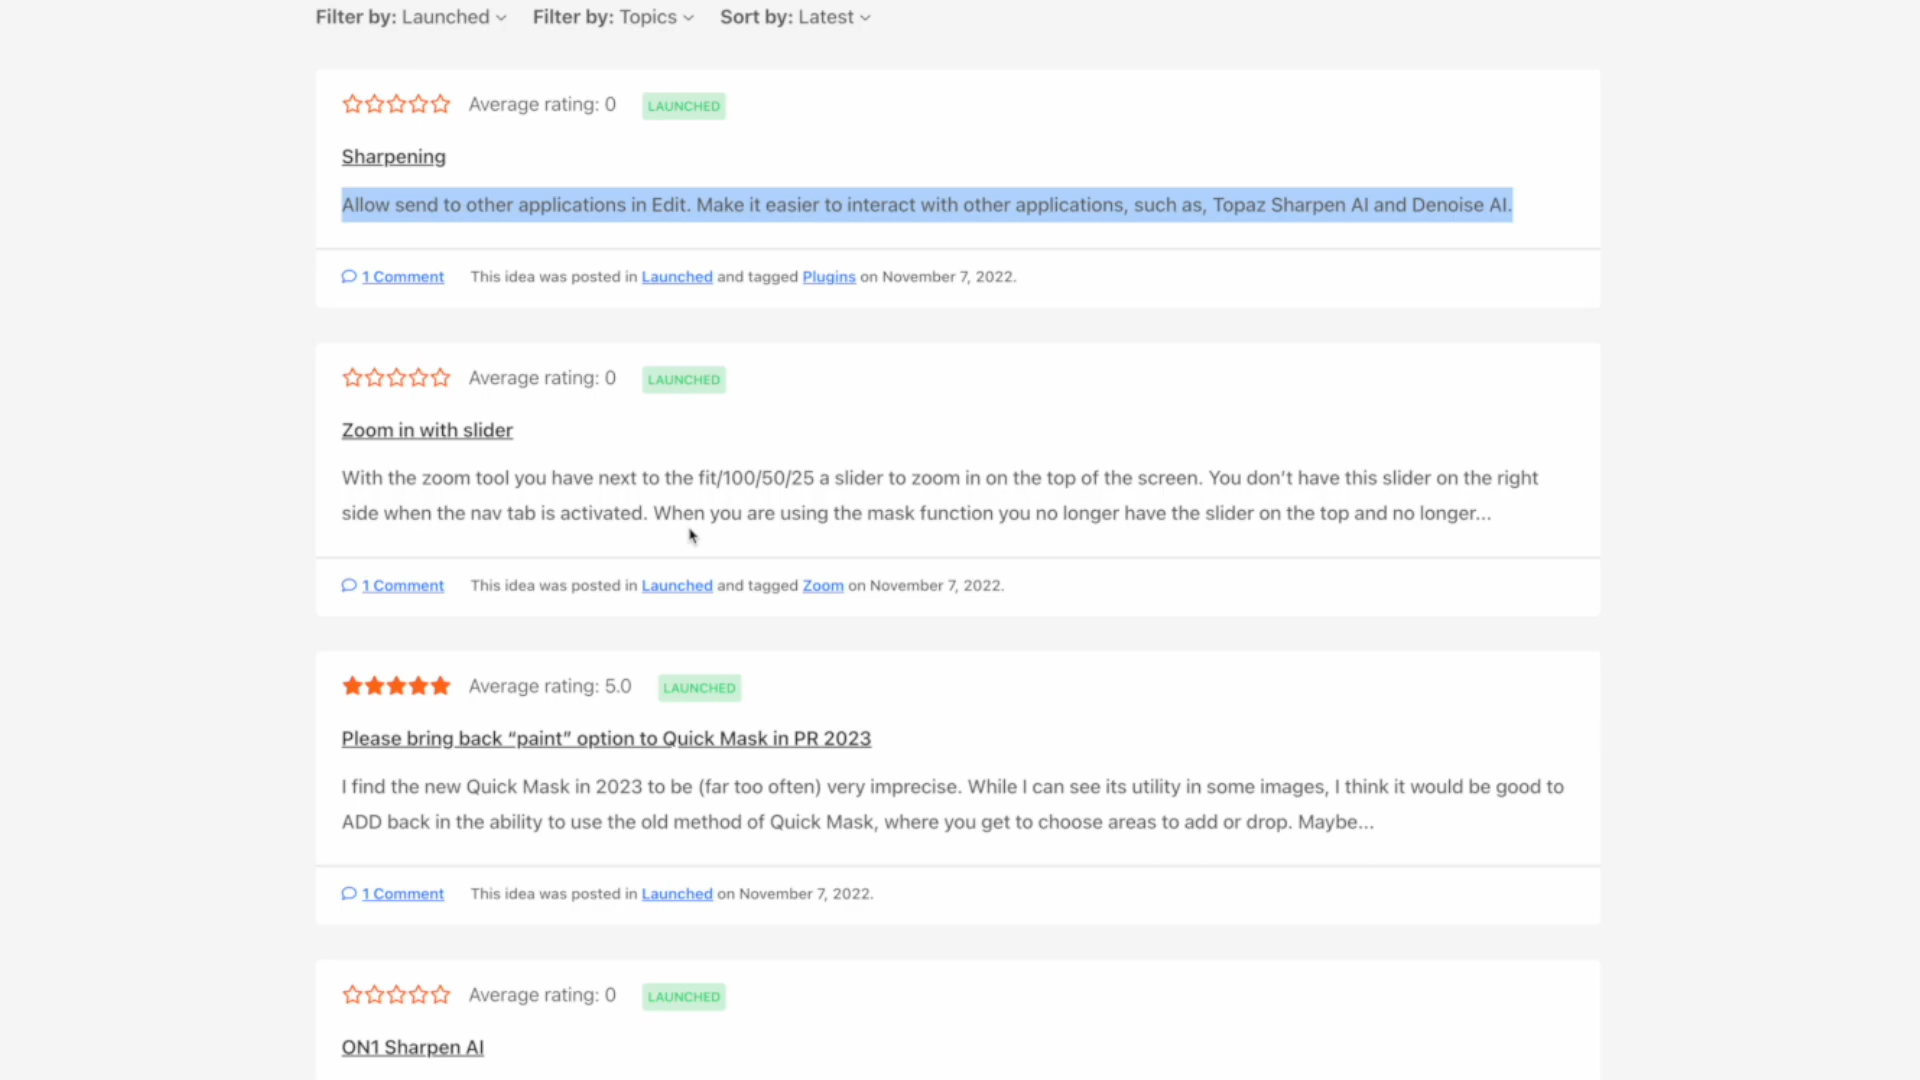 Filter by: Launched Filter by: Topics Sort by: Latest
Average rating: 0 LAUNCHED
Sharpening
Allow send to other applications in Edit. Make it easier to interact with other applications, such as, Topaz Sharpen AI and Denoise AI.
1 Comment This idea was posted in Launched and tagged Plugins on November 7, 2022.
Average rating: 0 LAUNCHED
Zoom in with slider
With the zoom tool you have next to the fit/100/50/25 a slider to zoom in on the top of the screen. You don’t have this slider on the right
side when the nav tab is activated. When you are using the mask function you no longer have the slider on the top and no longer...
1 Comment This idea was posted in Launched and tagged Zoom on November 7, 2022.
Average rating: 5.0 LAUNCHED
Please bring back “paint” option to Quick Mask in PR 2023
I find the new Quick Mask in 2023 to be (far too often) very imprecise. While I can see its utility in some images, I think it would be good to
ADD back in the ability to use the old method of Quick Mask, where you get to choose areas to add or drop. Maybe...
1 Comment This idea was posted in Launched on November 7, 2022.
Average rating: 0 LAUNCHED
ON1 Sharpen AI